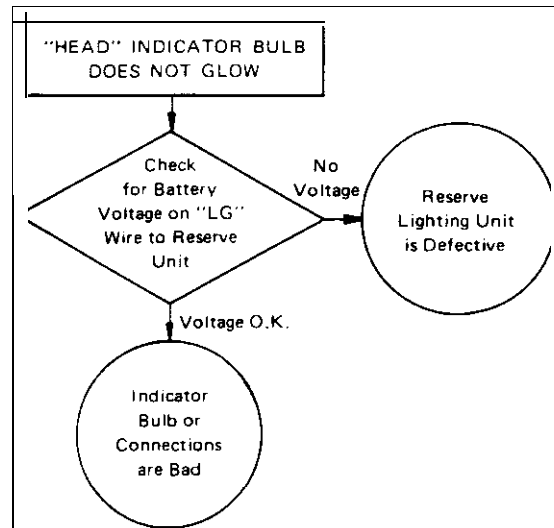 "HEAD" INDICATOR BULB
DOES NOT GLOW
Check
for Battery
Voltage on "LG"
Wire to Reserve
Unit
No
Voltage
Reserve
Lighting Unit
is Defective
Voltage O.K.
Indicator
Bulb or
Connections
are Bad